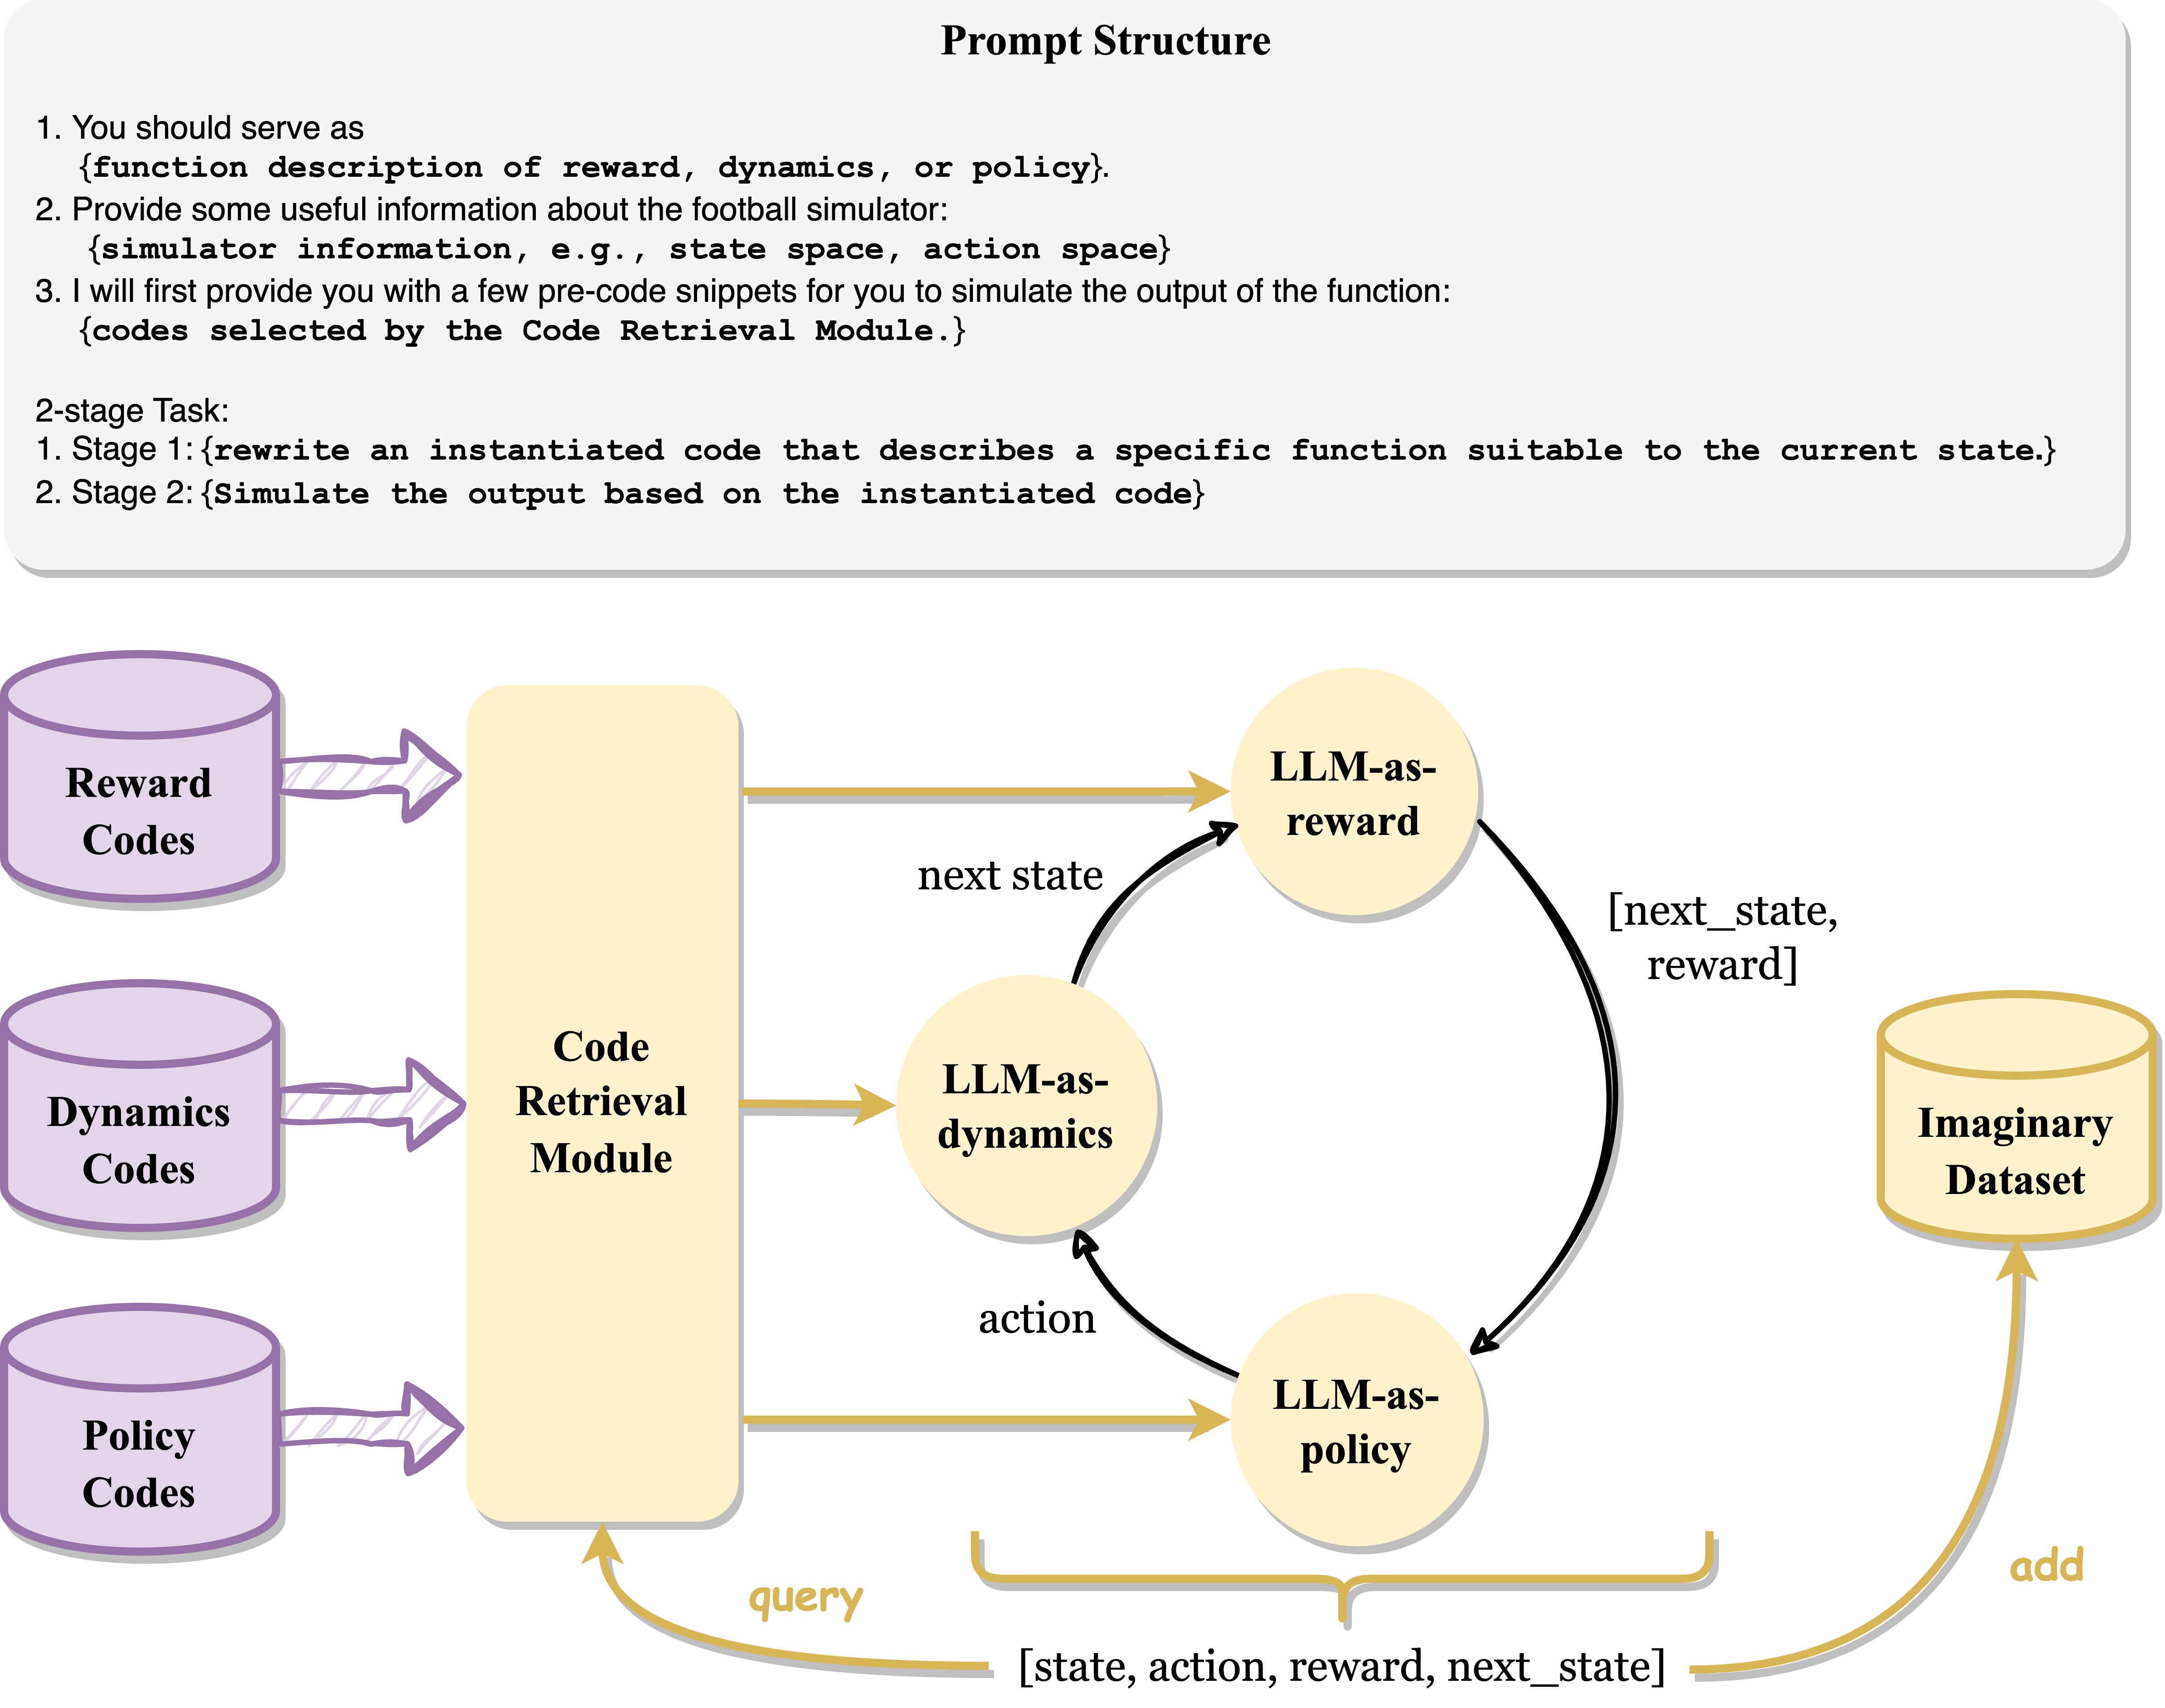 Prompt Structure
1. You should serve as
{function description of reward, dynamics, or policy}.
2. Provide some useful information about the football simulator:
{simulator information, e.g., state space, action space}
3. I will first provide you with a few pre-code snippets for you to simulate the output of the function:
{codes selected by the Code Retrieval Module.}
2-stage Task:
1. Stage 1: {rewrite an instantiated code that describes a specific function suitable to the current state.}
2. Stage 2: {Simulate the output based on the instantiated code}
Reward
Codes
Dynamics
Codes
Policy
Codes
Code
Retrieval
Module
LLM-as-
reward
next state
[next_state,
reward]
LLM-as-
dynamics
action
LLM-as-
policy
Imaginary
Dataset
query
add
[state, action, reward, next_state]